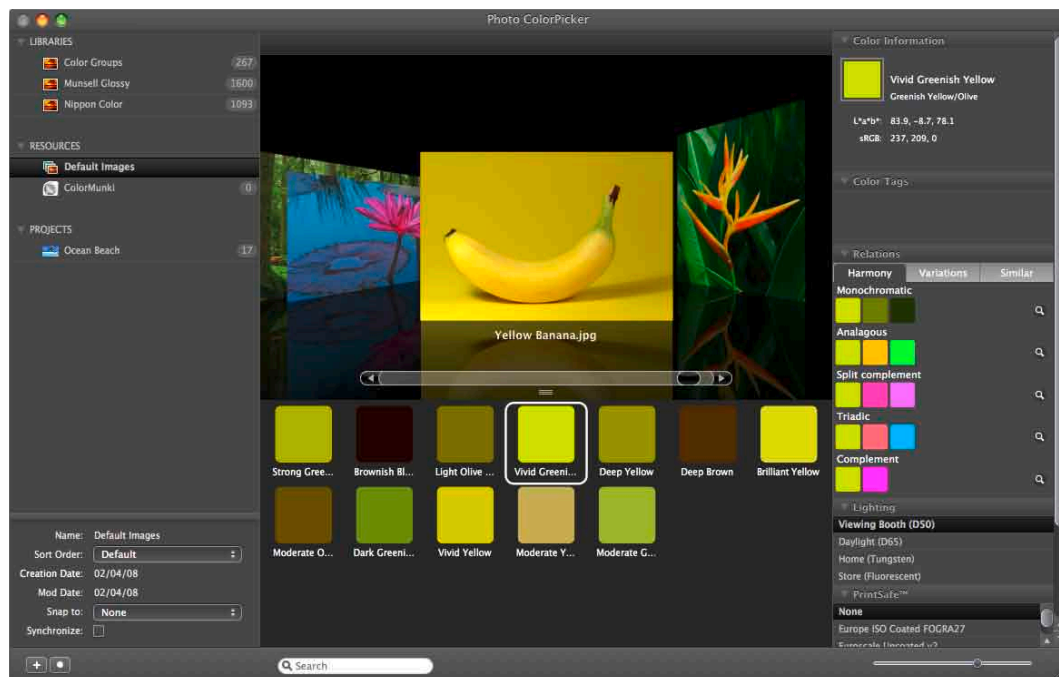 Photo ColorPicker
LIBRARIES
Color Groups 267
Munsell Glossy 1600
Nippon Color 1093
RESOURCES
Default Images
ColorMunki 0
PROJECTS
Ocean Beach 17
Name: Default Images
Sort Order: Default
Creation Date: 02/04/08
Mod Date: 02/04/08
Snap to: None
Synchronize:
Yellow Banana.jpg
Strong Gree... Brownish Bl... Light Olive ... Vivid Greeni... Deep Yellow Deep Brown Brilliant Yellow
Moderate O... Dark Greeni... Vivid Yellow Moderate Y... Moderate G...
Search
Color Information
Vivid Greenish Yellow
Greenish Yellow/Olive
L*a*b*: 83.9, -8.7, 78.1
sRGB: 237, 209, 0
Color Tags
Relations
Harmony Variations Similar
Monochromatic
Analagous
Split complement
Triadic
Complement
Lighting
Viewing Booth (D50)
Daylight (D65)
Home (Tungsten)
Store (Fluorescent)
PrintSafe™
None
Europe ISO Coated FOGRA27
Euroscale Uncoated v2